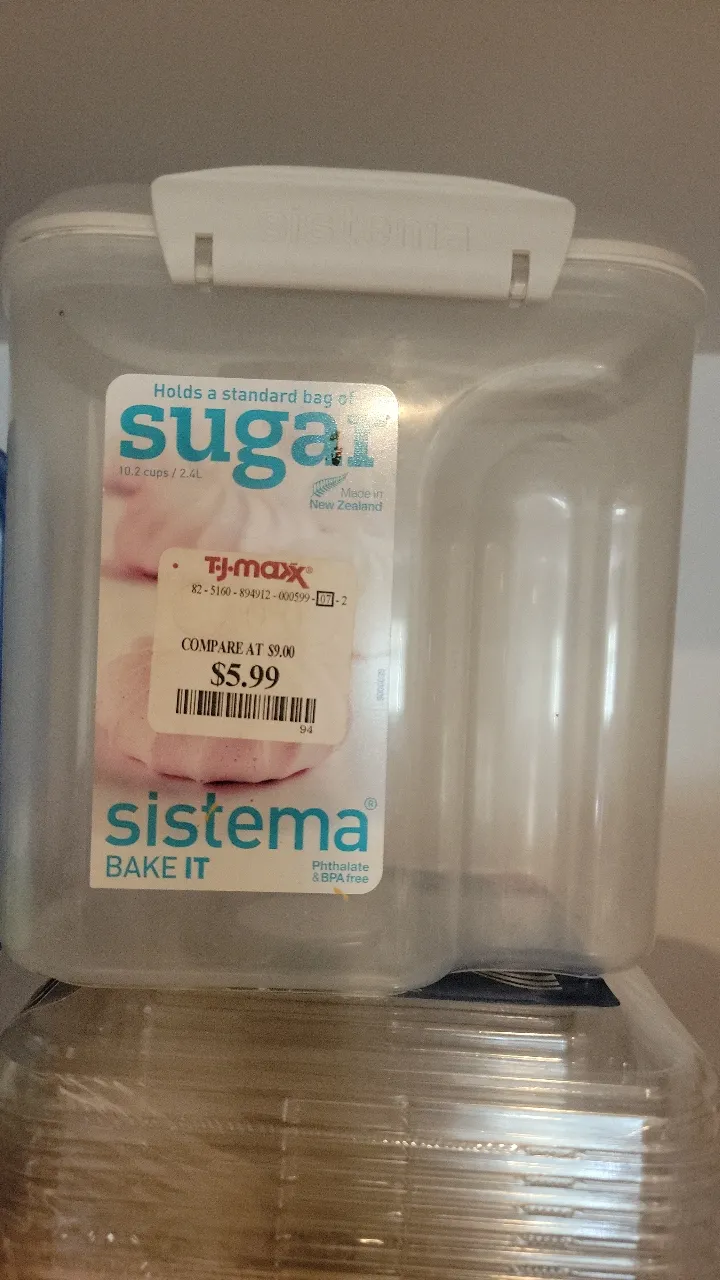 sistema
Holds a standard bag of
sugar
10.2 cups / 2.4L
Made in
New Zealand
T·J·maxx®
82 - 5160 - 894912 - 000599 - 07 - 2
COMPARE AT $9.00
$5.99
94
sistema®
BAKE IT
Phthalate
& BPA free